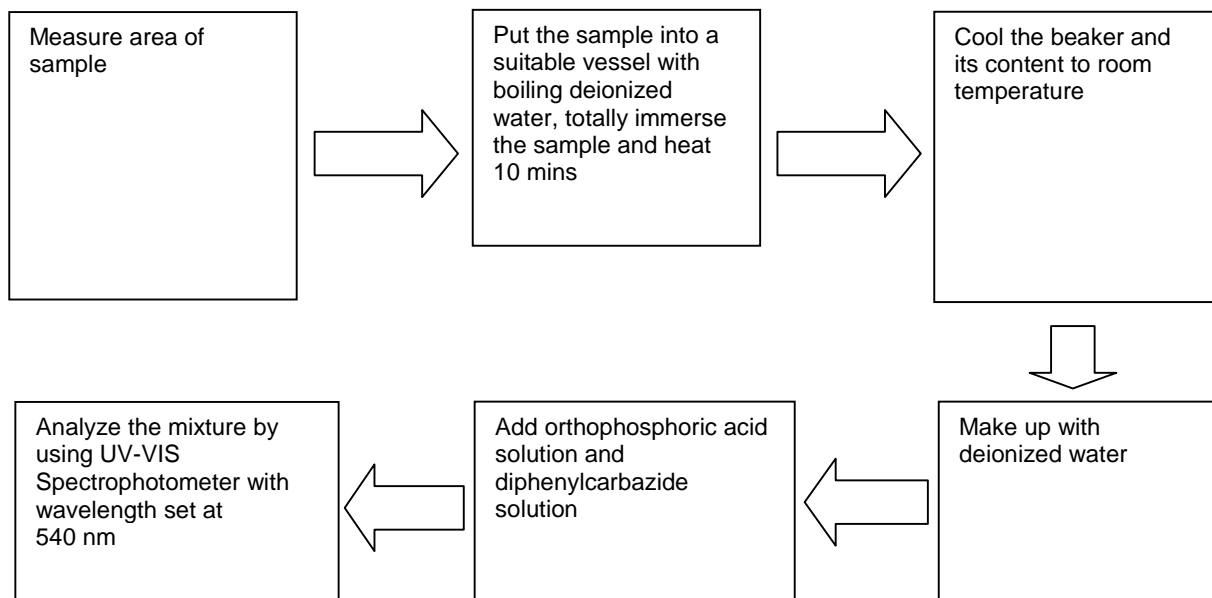 Measure area of
sample
Put the sample into a
suitable vessel with
boiling deionized
water, totally immerse
the sample and heat
10 mins
Cool the beaker and
its content to room
temperature
Make up with
deionized water
Add orthophosphoric acid
solution and
diphenylcarbazide
solution
Analyze the mixture by
using UV-VIS
Spectrophotometer with
wavelength set at
540 nm